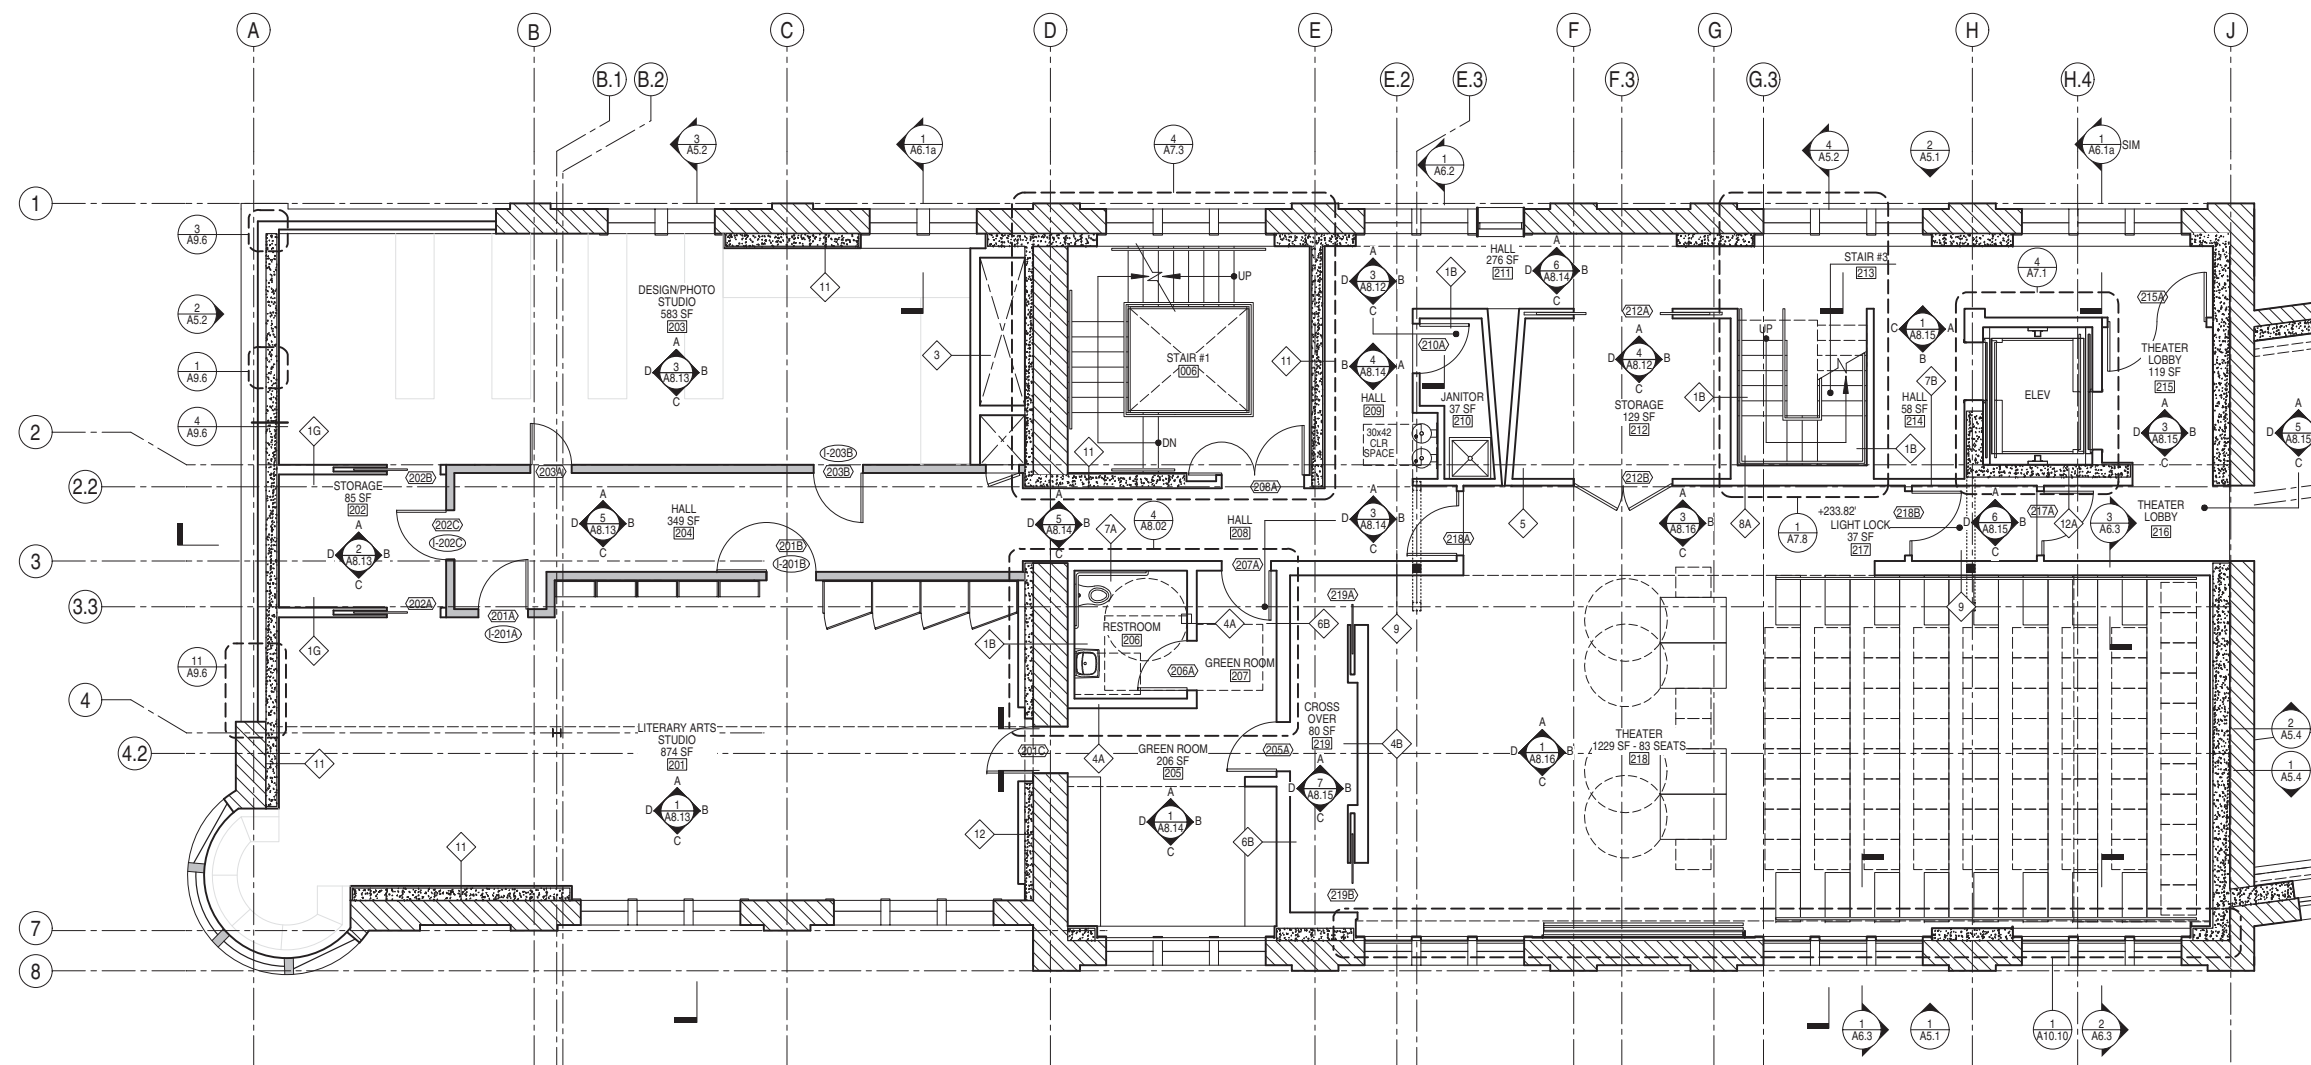 A
B
C
D
E
F
G
H
J
B.1
B.2
E.2
E.3
F.3
G.3
H.4
3
A5.2
1
A6.1a
4
A7.3
1
A6.2
4
A5.2
2
A5.1
1
A6.1a
SIM
1
3
A9.6
2
A5.2
1
A9.6
4
A9.6
2
2.2
3
3.3
11
A9.6
4
4.2
7
8
DESIGN/PHOTO
STUDIO
583 SF
203
A
D
3
A8.13
B
C
11
3
1G
STORAGE
85 SF
202
202B
202C
I-202C
A
D
2
A8.13
B
C
202A
1G
203A
I-203B
203B
A
D
5
A8.13
B
C
HALL
349 SF
204
201B
I-201B
201A
I-201A
UP
STAIR #1
006
11
DN
11
208A
A
D
5
A8.14
B
C
7A
4
A8.02
HALL
208
A
D
3
A8.12
B
C
B
4
A8.14
A
HALL
209
30x42
CLR
SPACE
A
D
3
A8.14
B
C
HALL
276 SF
211
1B
A
D
6
A8.14
B
C
210A
JANITOR
37 SF
210
212A
A
D
4
A8.12
B
C
STORAGE
129 SF
212
212B
5
218A
A
D
3
A8.16
B
C
STAIR #3
213
UP
1B
1B
8A
1
A7.8
C
1
A8.15
A
B
7B
HALL
58 SF
214
4
A7.1
ELEV
215A
THEATER
LOBBY
119 SF
215
A
D
3
A8.15
B
C
A
D
5
A8.15
C
+233.82'
LIGHT LOCK
37 SF
217
218B
A
D
6
A8.15
B
C
217A
12A
3
A6.3
THEATER
LOBBY
216
9
207A
RESTROOM
206
1B
4A
6B
206A
GREEN ROOM
207
219A
9
LITERARY ARTS
STUDIO
874 SF
201
A
D
1
A8.13
B
C
11
11
12
201C
4A
GREEN ROOM
206 SF
205
205A
A
D
1
A8.14
B
C
6B
CROSS
OVER
80 SF
219
A
D
7
A8.15
B
C
4B
219B
A
D
1
A8.16
B
C
THEATER
1229 SF - 83 SEATS
218
2
A5.4
1
A5.4
1
A6.3
1
A5.1
1
A10.10
2
A6.3